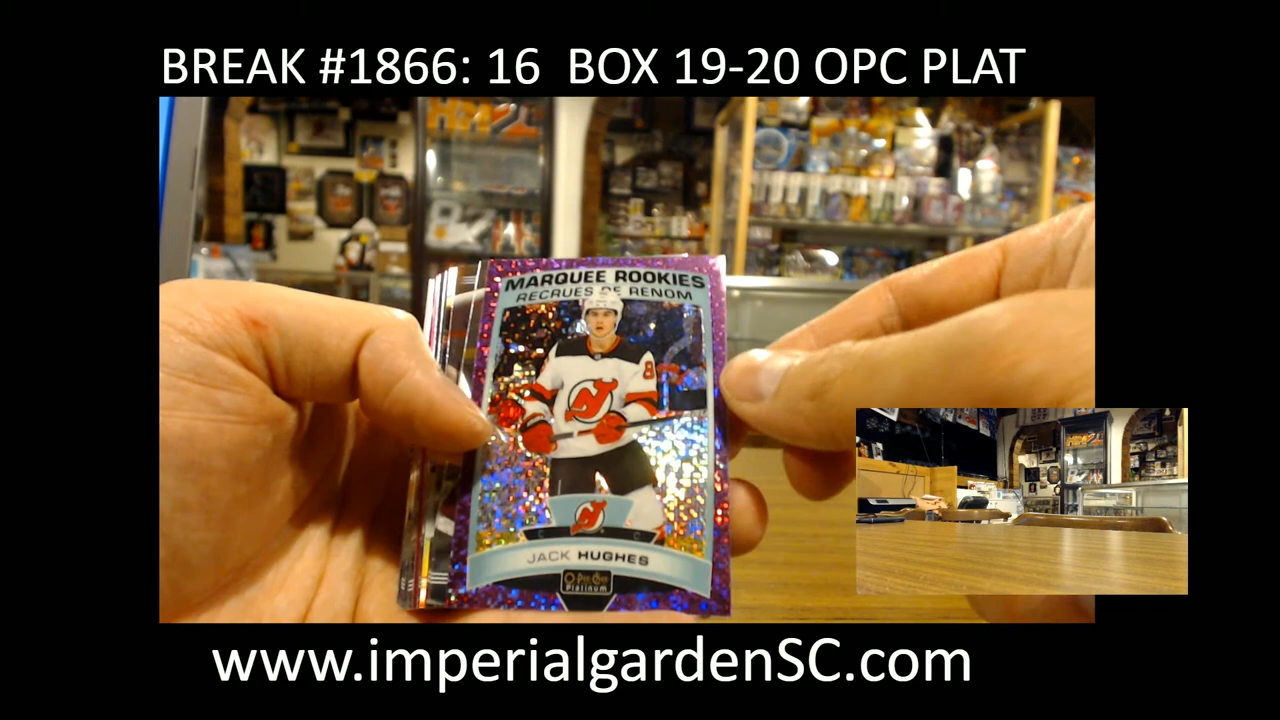 BREAK #1866: 16 BOX 19-20 OPC PLAT
MARQUEE ROOKIES
RECRUES DE RENOM
8
JACK HUGHES
O-Pee-Chee
Platinum
www.imperialgardenSC.com